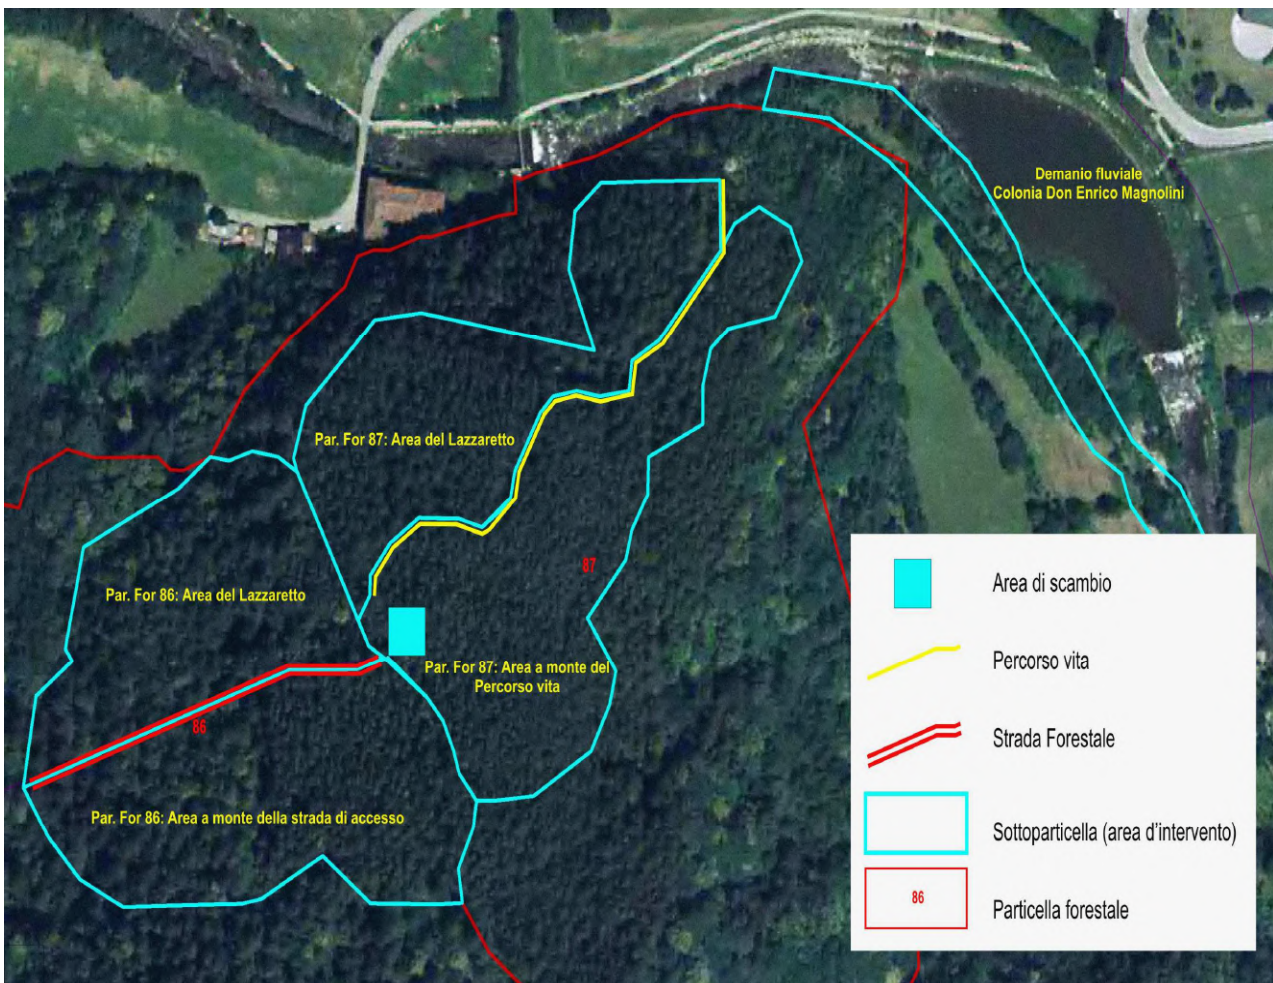 Demanio fluviale
Colonia Don Enrico Magnolini
Par. For 87: Area del Lazzaretto
87
Par. For 86: Area del Lazzaretto
Par. For 87: Area a monte del
Percorso vita
86
Par. For 86: Area a monte della strada di accesso
Area di scambio
Percorso vita
Strada Forestale
Sottoparticella (area d'intervento)
86
Particella forestale